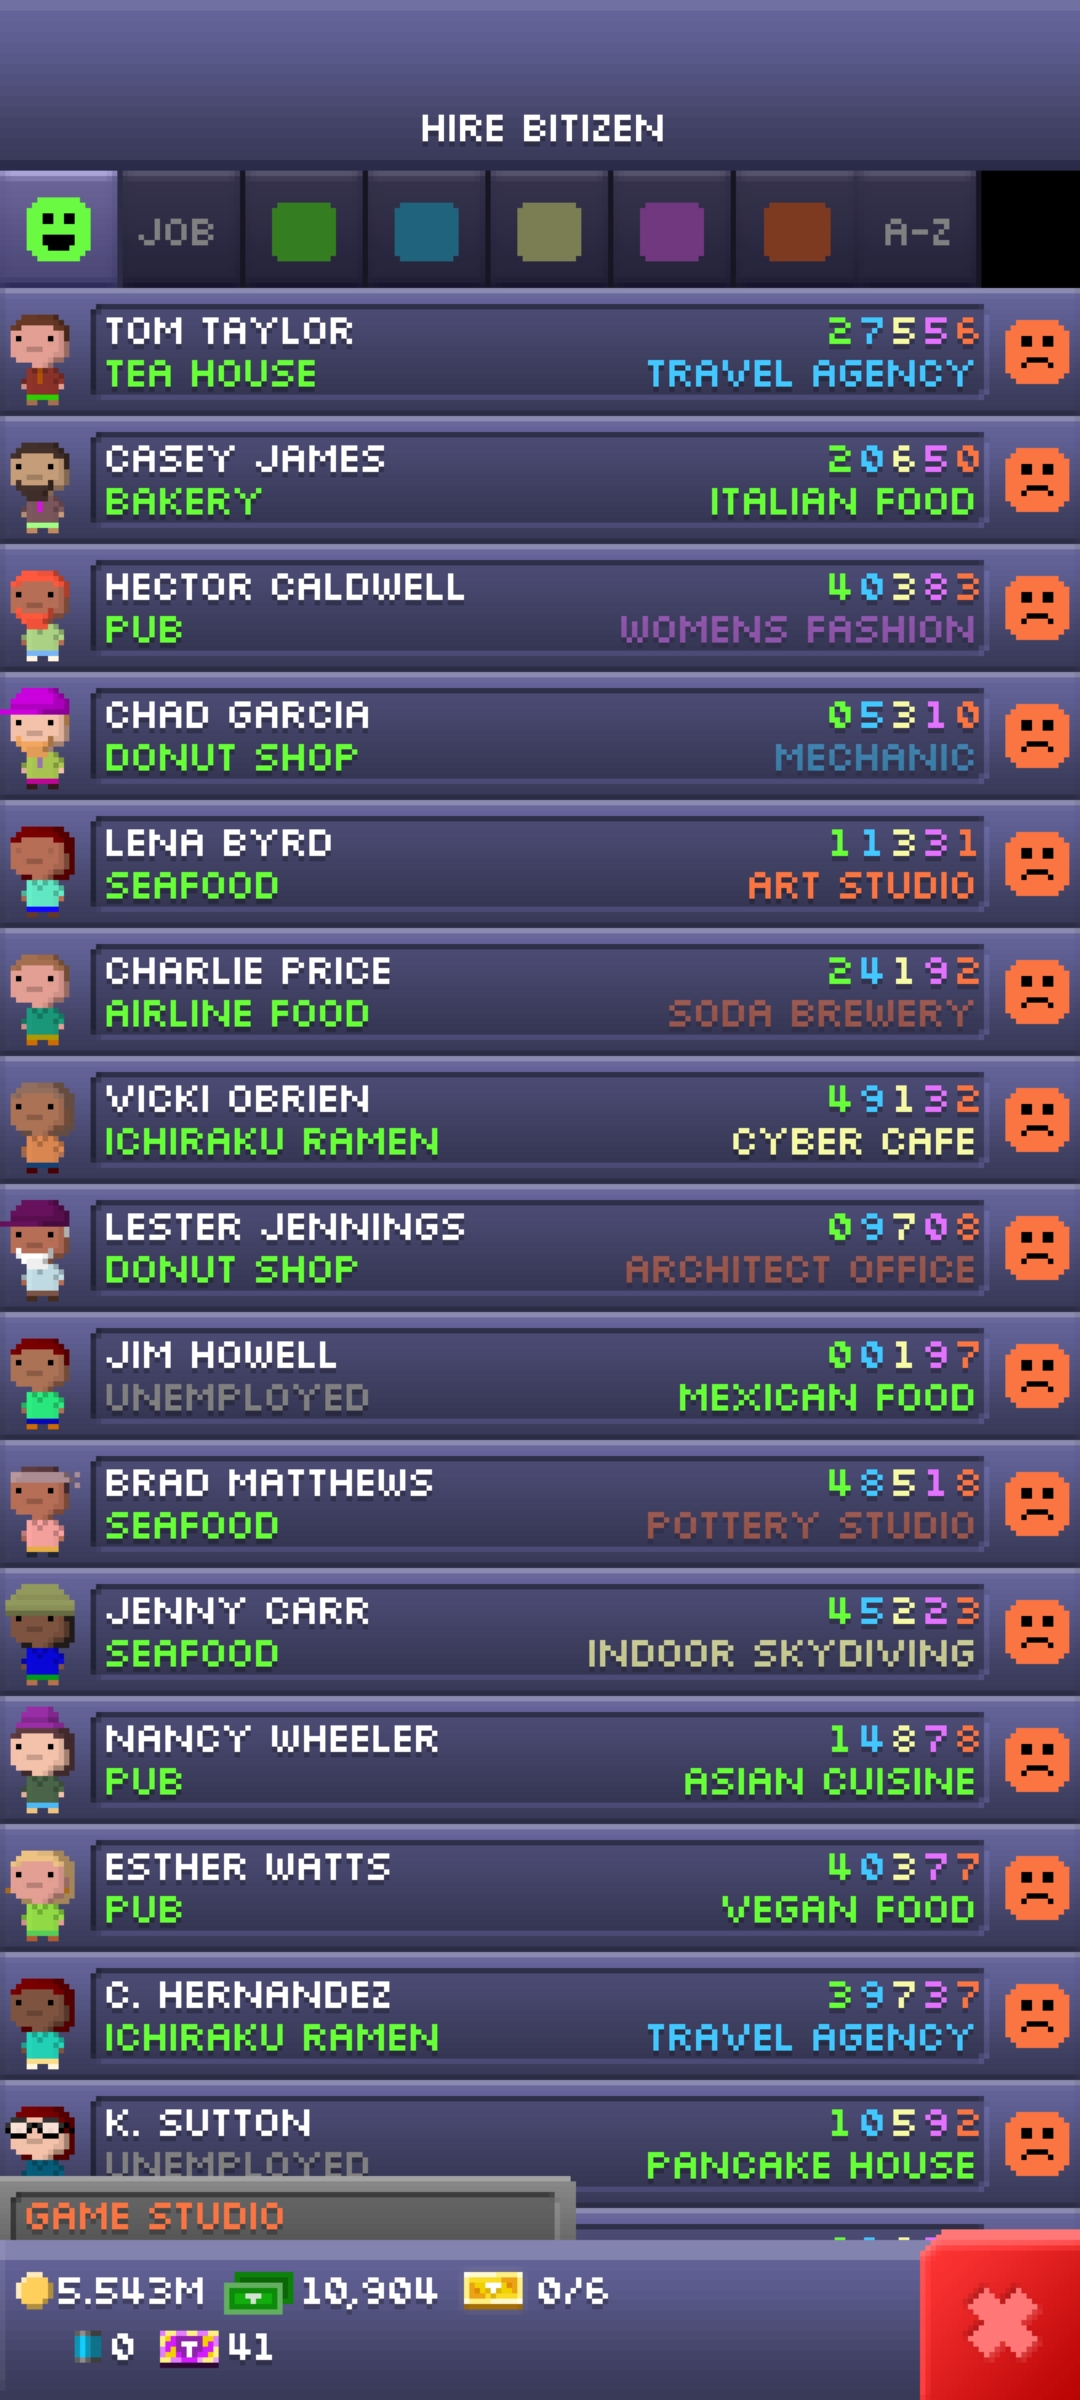 HIRE BITIZEN
JOB A-Z
TOM TAYLOR 27556
TEA HOUSE TRAVEL AGENCY
CASEY JAMES 20650
BAKERY ITALIAN FOOD
HECTOR CALDWELL 40383
PUB WOMENS FASHION
CHAD GARCIA 05310
DONUT SHOP MECHANIC
LENA BYRD 11331
SEAFOOD ART STUDIO
CHARLIE PRICE 24192
AIRLINE FOOD SODA BREWERY
VICKI OBRIEN 49132
ICHIRAKU RAMEN CYBER CAFE
LESTER JENNINGS 09708
DONUT SHOP ARCHITECT OFFICE
JIM HOWELL 00197
UNEMPLOYED MEXICAN FOOD
BRAD MATTHEWS 48518
SEAFOOD POTTERY STUDIO
JENNY CARR 45223
SEAFOOD INDOOR SKYDIVING
NANCY WHEELER 14878
PUB ASIAN CUISINE
ESTHER WATTS 40377
PUB VEGAN FOOD
C. HERNANDEZ 39737
ICHIRAKU RAMEN TRAVEL AGENCY
K. SUTTON 10592
UNEMPLOYED PANCAKE HOUSE
GAME STUDIO
5.543M 10,904 0/6
0 41